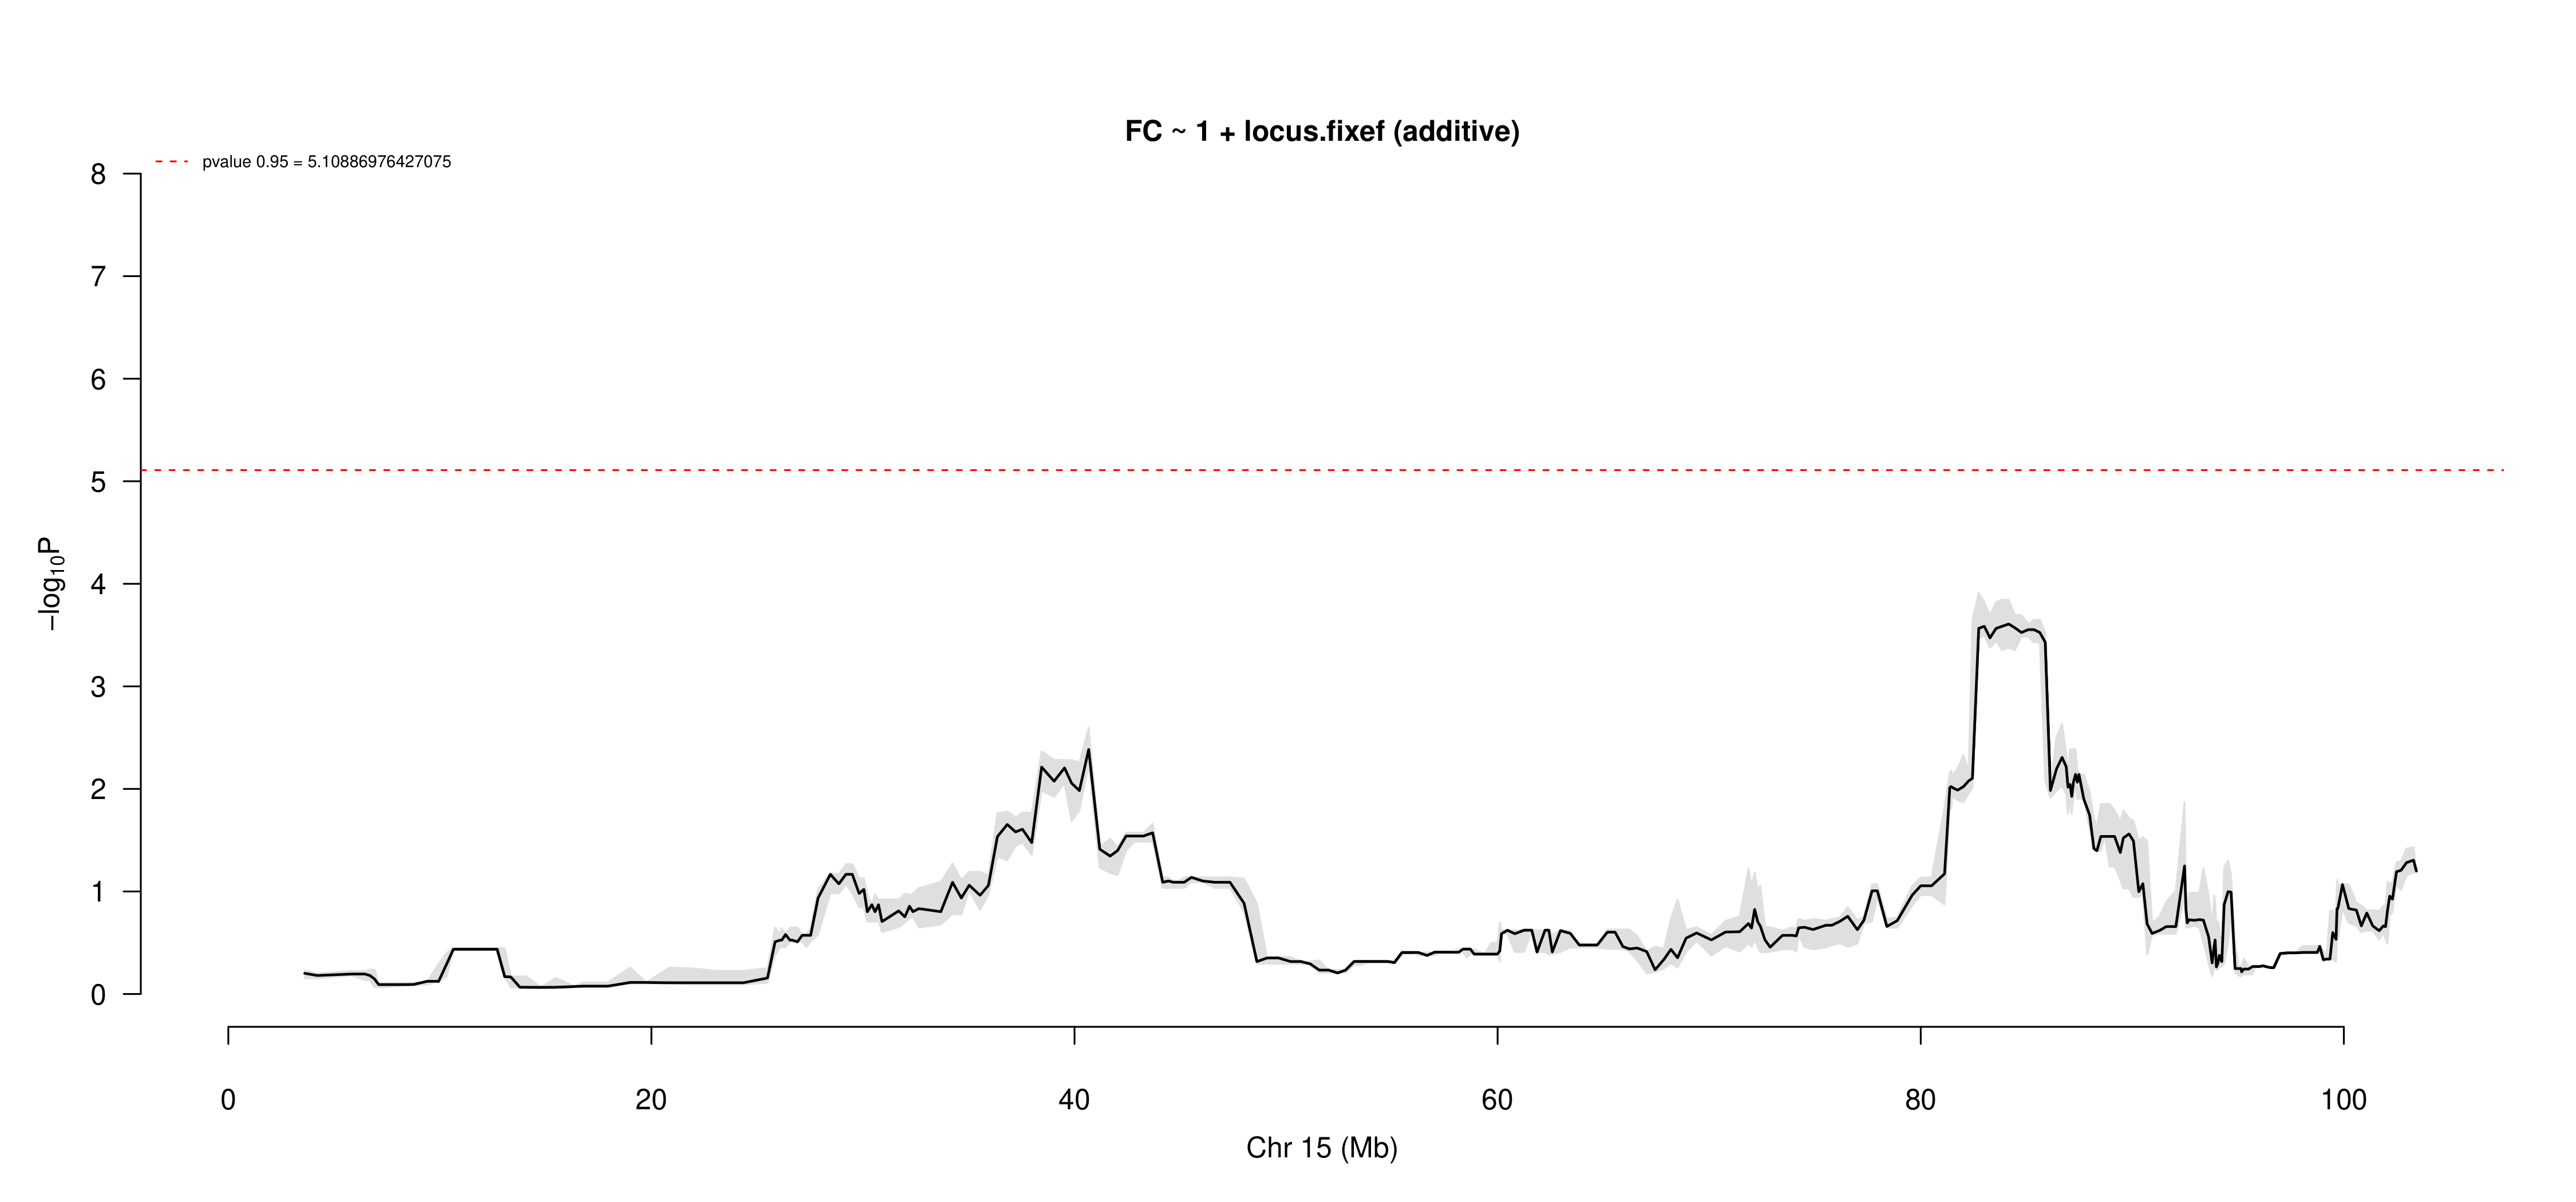 FC ~ 1 + locus.fixef (additive)
pvalue 0.95 = 5.10886976427075
8
7
6
5
4
3
2
1
0
−log10P
0 20 40 60 80 100
Chr 15 (Mb)